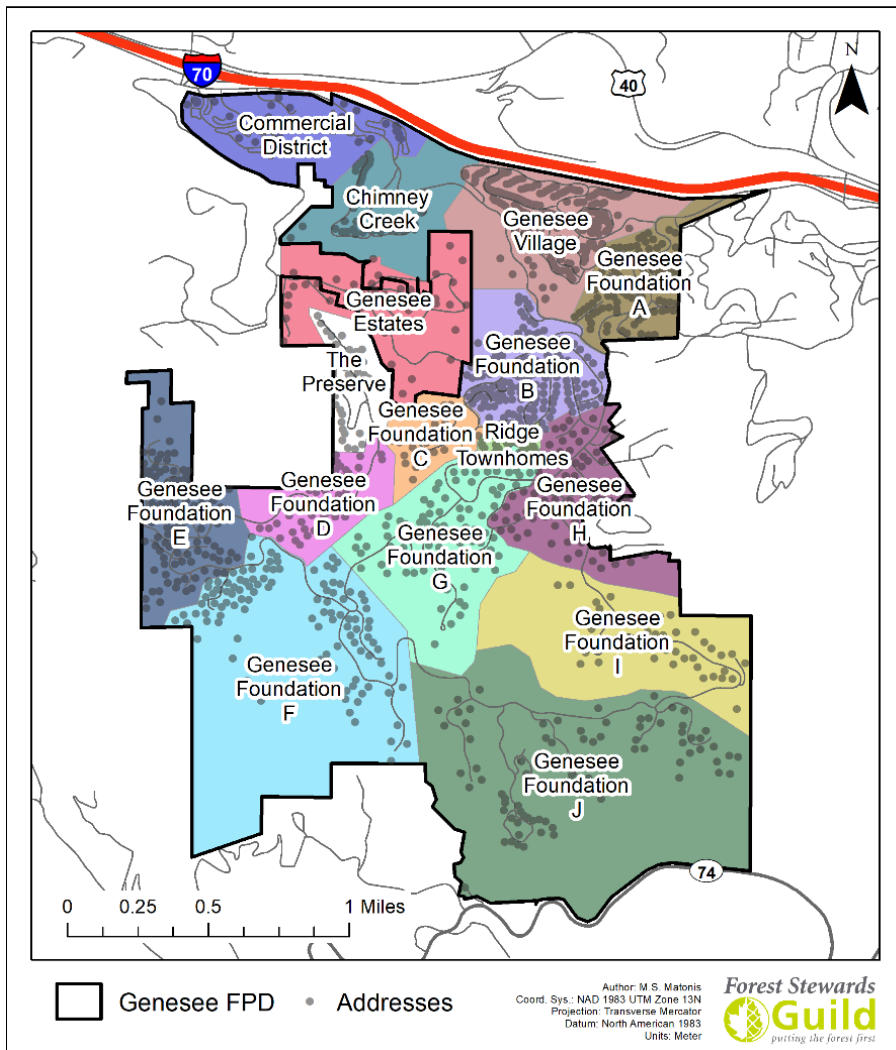 70
40
N
Commercial
District
Chimney
Creek
Genesee
Village
Genesee
Foundation
A
Genesee
Estates
Genesee
Foundation
B
The
Preserve
Genesee
Foundation
C
Ridge
Townhomes
Genesee
Foundation
D
Genesee
Foundation
E
Genesee
Foundation
H
Genesee
Foundation
G
Genesee
Foundation
I
Genesee
Foundation
F
Genesee
Foundation
J
74
0 0.25 0.5 1 Miles
Genesee FPD Addresses
Author: M.S. Matonis
Coord. Sys.: NAD 1983 UTM Zone 13N
Projection: Transverse Mercator
Datum: North American 1983
Units: Meter
Forest Stewards
Guild
putting the forest first